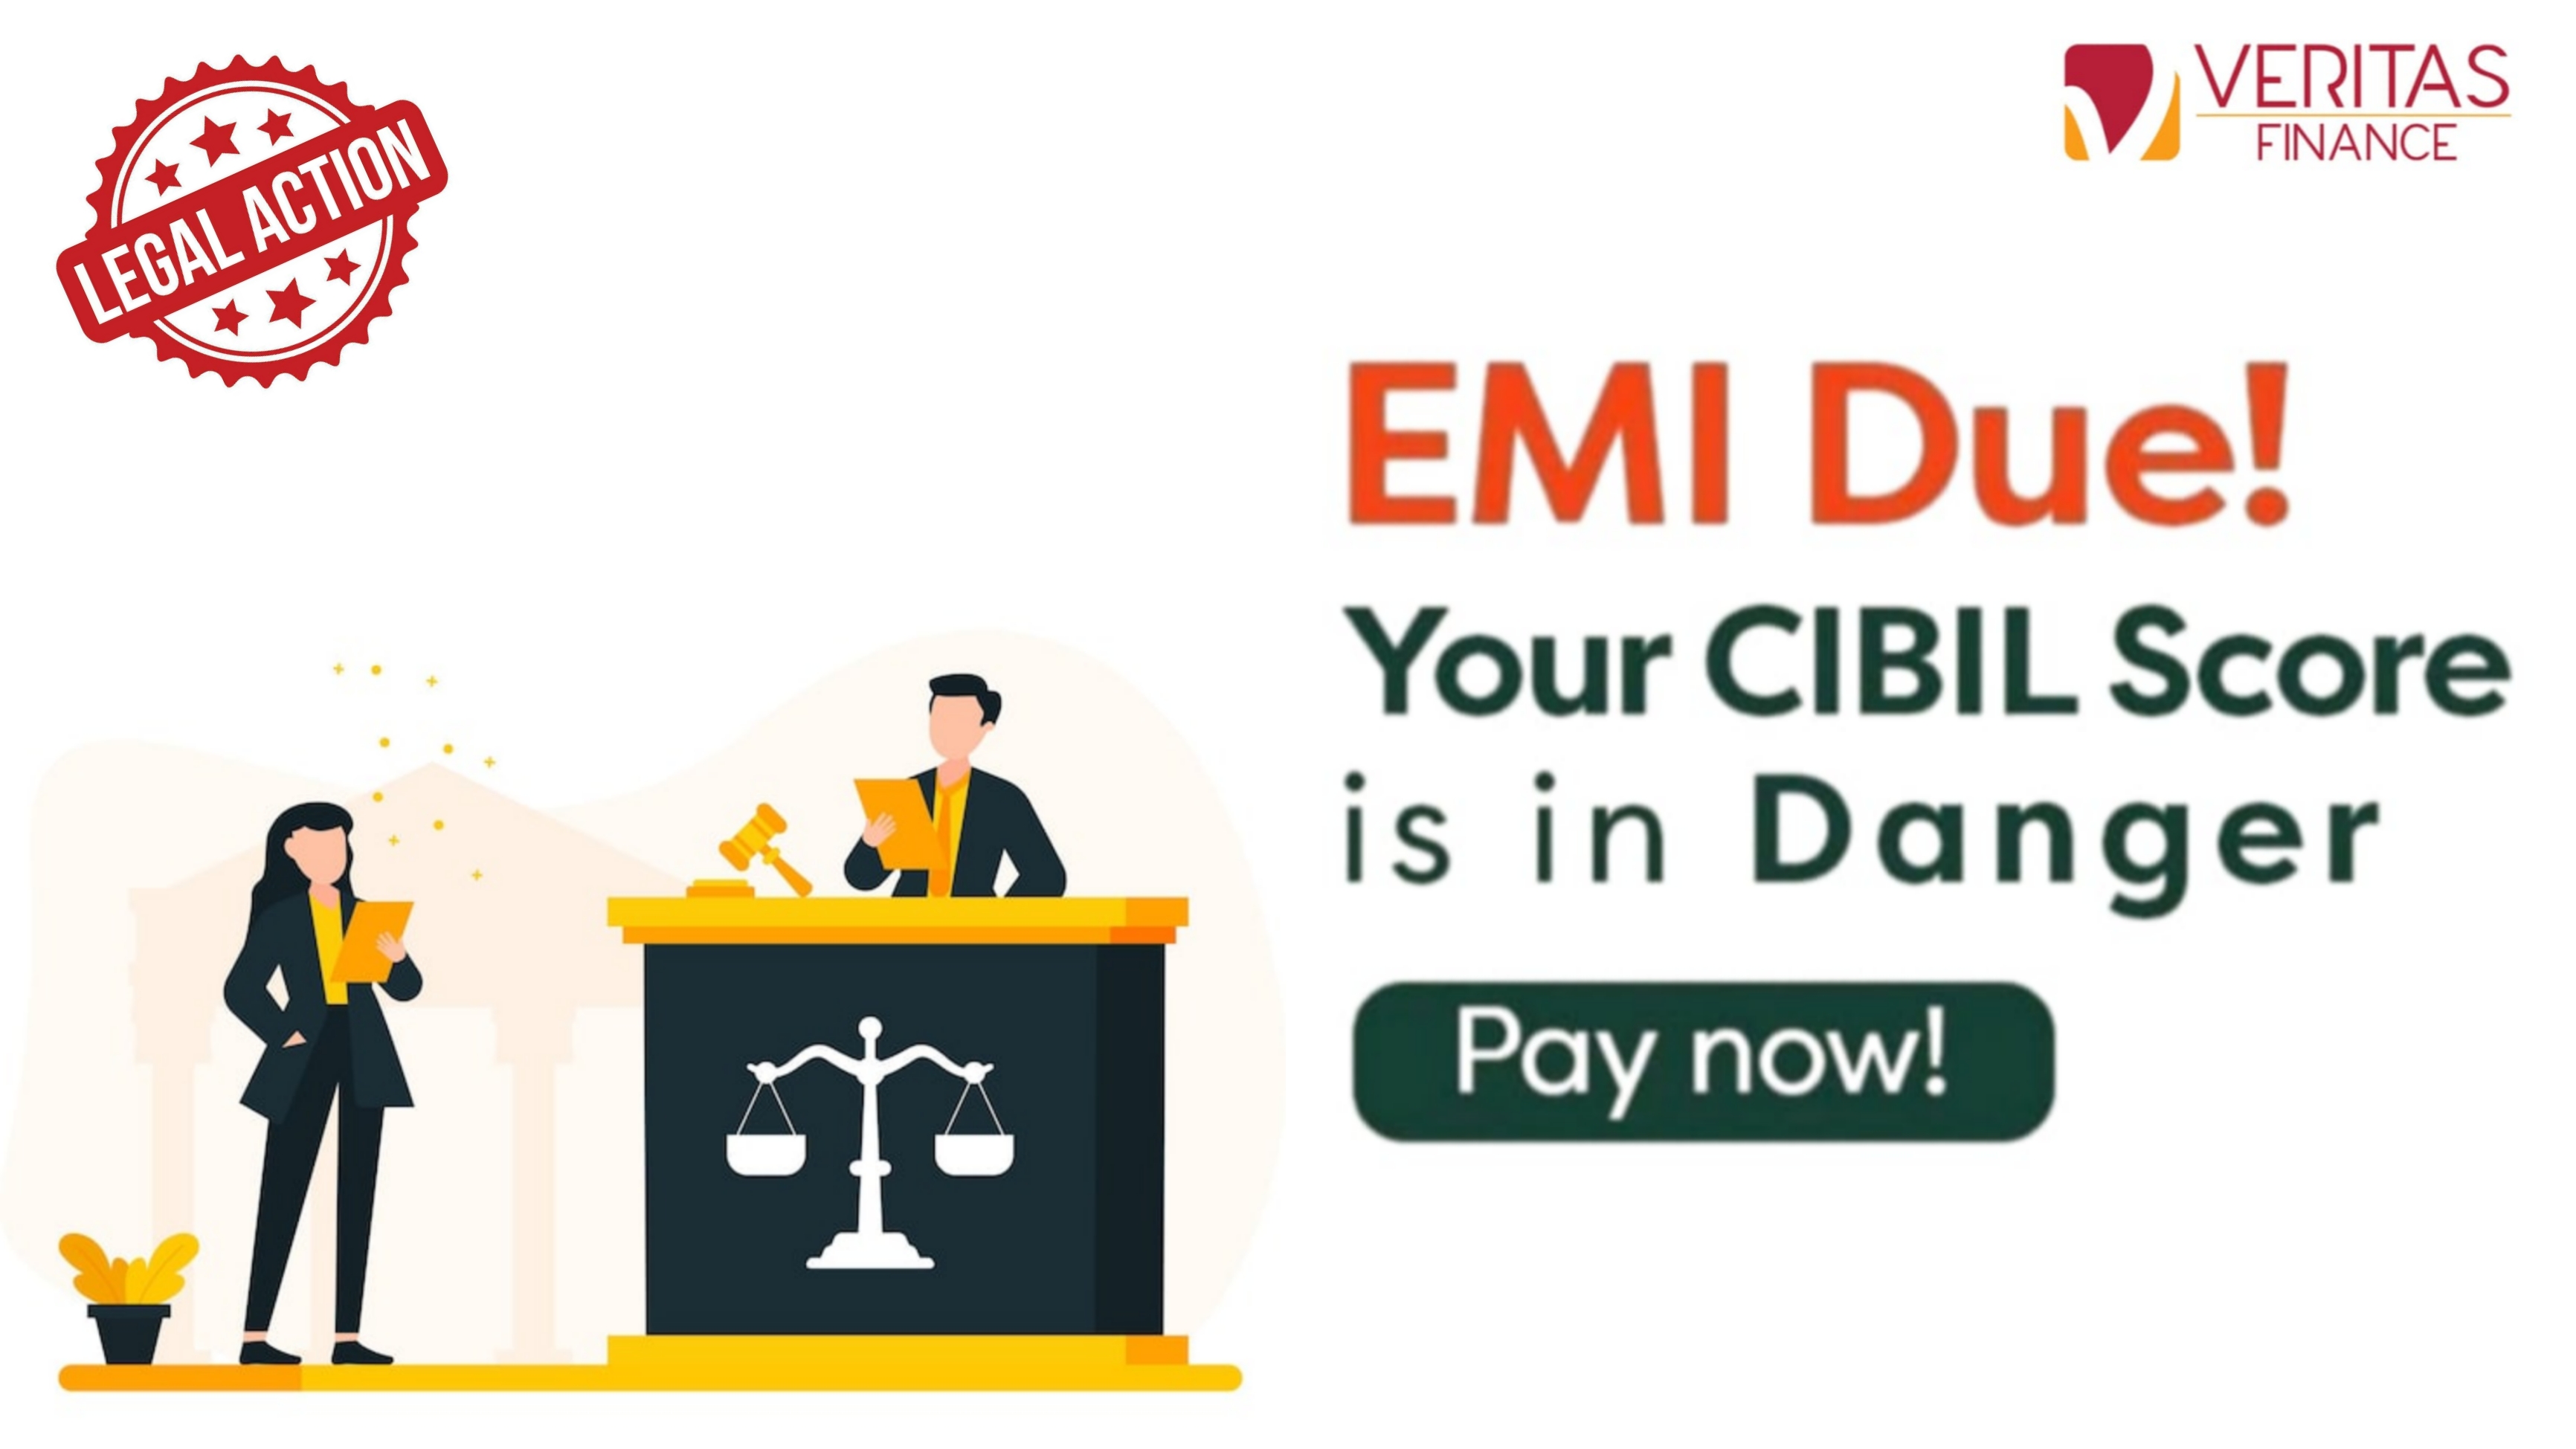 LEGAL ACTION
VERITAS
FINANCE
EMI Due!
Your CIBIL Score
is in Danger
Pay now!